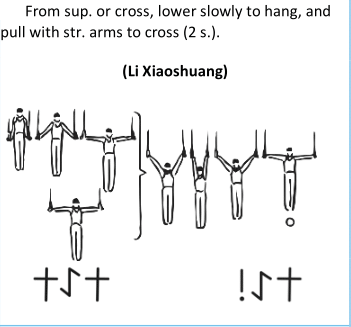 From sup. or cross, lower slowly to hang, and
pull with str. arms to cross (2 s.).
(Li Xiaoshuang)